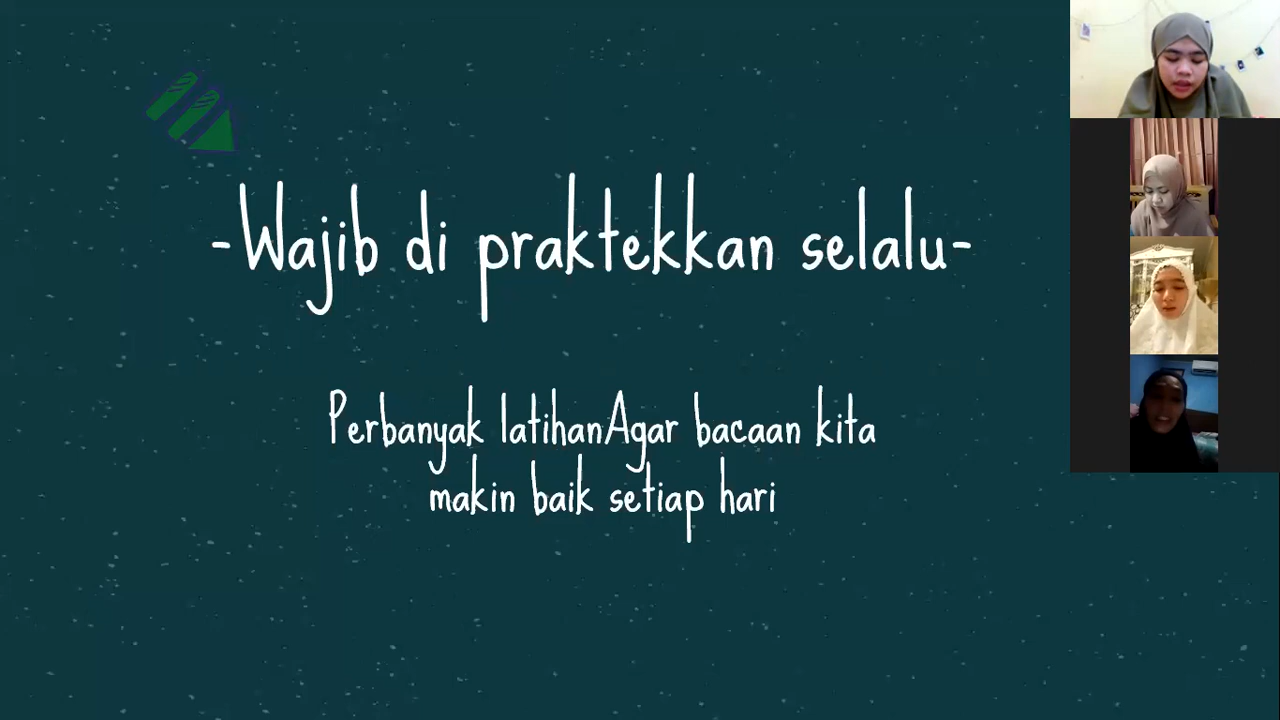 -Wajib di praktekkan selalu-
Perbanyak latihanAgar bacaan kita
makin baik setiap hari